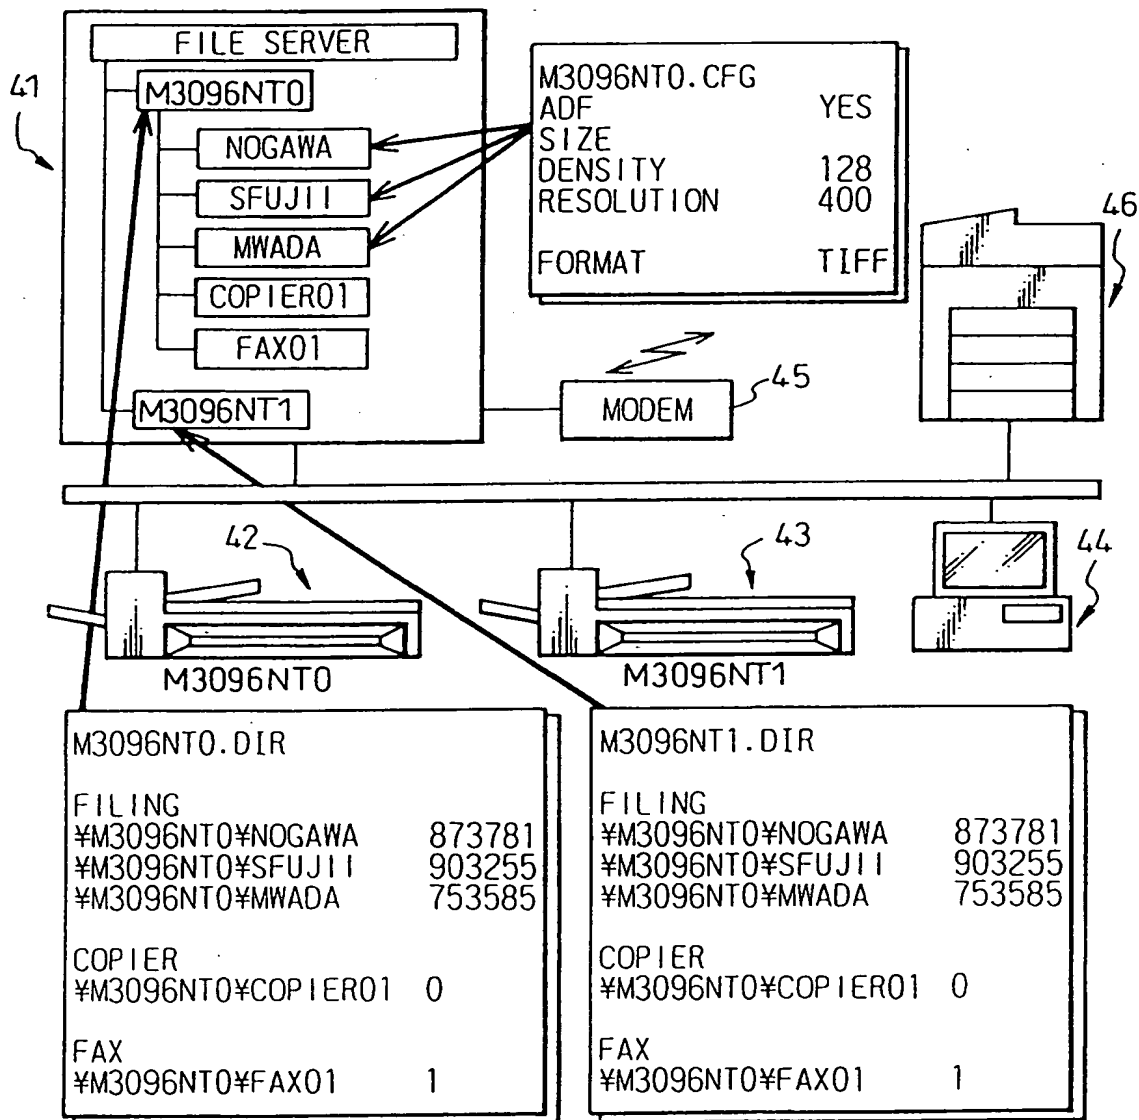 FILE SERVER
41
M3096NT0
NOGAWA
SFUJII
MWADA
COPIER01
FAX01
M3096NT1
M3096NT0.CFG
ADF YES
SIZE
DENSITY 128
RESOLUTION 400
FORMAT TIFF
46
MODEM
45
42
43
44
M3096NT0
M3096NT1
M3096NT0.DIR
FILING
¥M3096NT0¥NOGAWA 873781
¥M3096NT0¥SFUJII 903255
¥M3096NT0¥MWADA 753585
COPIER
¥M3096NT0¥COPIER01 0
FAX
¥M3096NT0¥FAX01 1
M3096NT1.DIR
FILING
¥M3096NT0¥NOGAWA 873781
¥M3096NT0¥SFUJII 903255
¥M3096NT0¥MWADA 753585
COPIER
¥M3096NT0¥COPIER01 0
FAX
¥M3096NT0¥FAX01 1